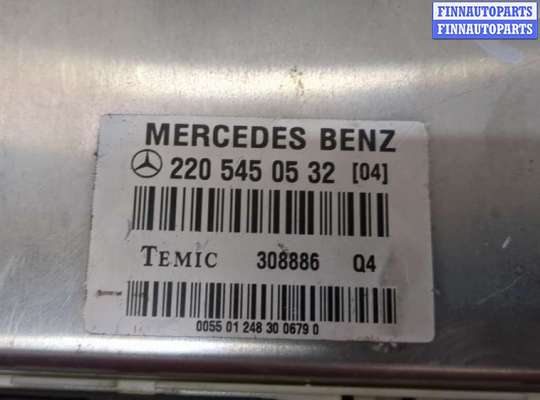 FINNAUTOPARTS
FINNAUTOPARTS
MERCEDES BENZ
220 545 05 32 [04]
TEMIC 308886 Q4
0055 01 248 30 0679 0